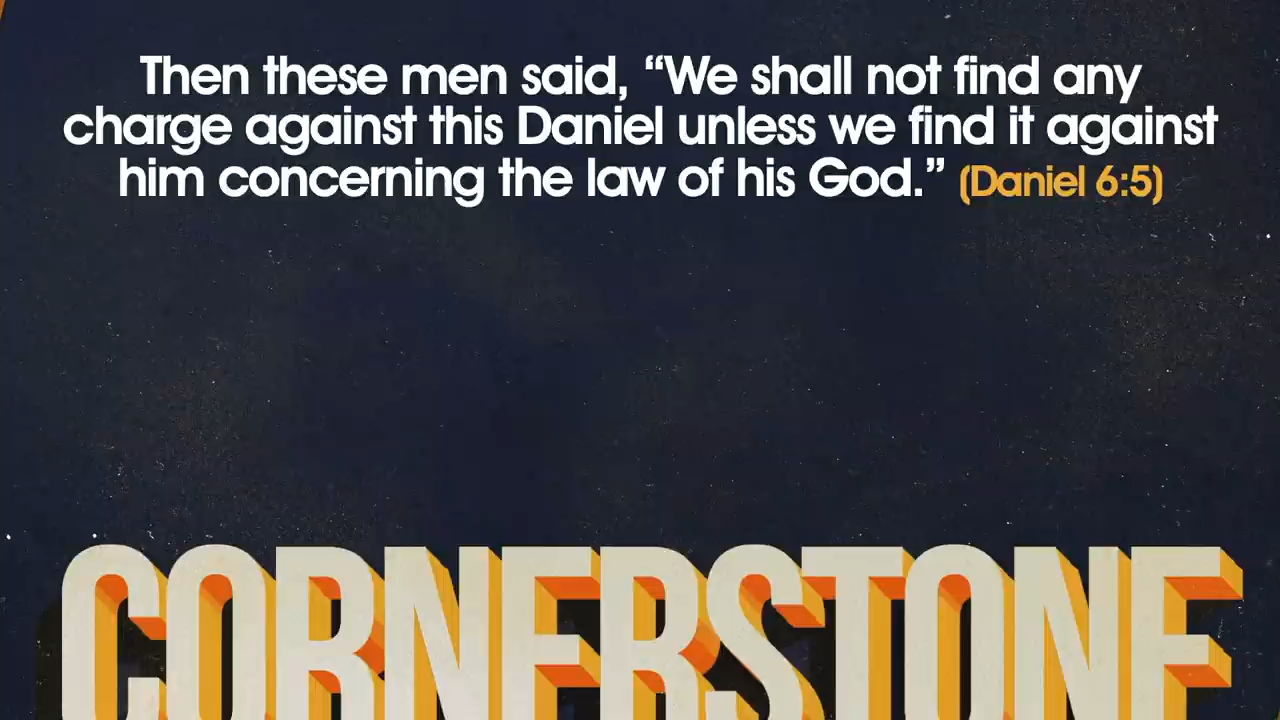 Then these men said, “We shall not find any
charge against this Daniel unless we find it against
him concerning the law of his God.” (Daniel 6:5)
CORNERSTONE